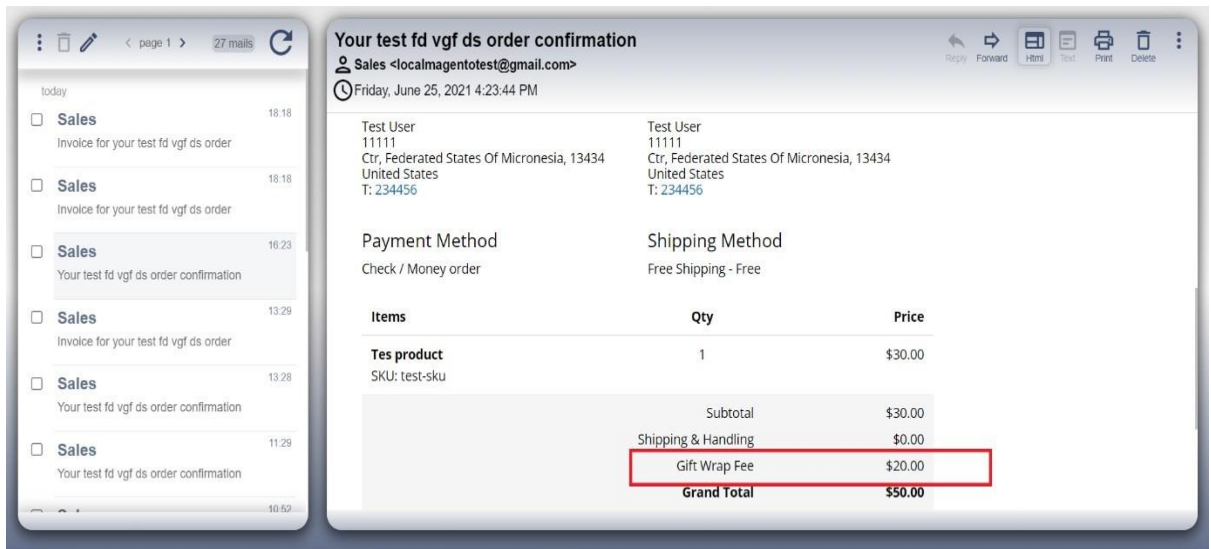 page 1
27 mails
today
Sales 18:18
Invoice for your test fd vgf ds order
Sales 18:18
Invoice for your test fd vgf ds order
Sales 16:23
Your test fd vgf ds order confirmation
Sales 13:29
Invoice for your test fd vgf ds order
Sales 13:28
Your test fd vgf ds order confirmation
Sales 11:29
Your test fd vgf ds order confirmation
10:52
Your test fd vgf ds order confirmation
Sales <localmagentotest@gmail.com>
Friday, June 25, 2021 4:23:44 PM
Reply Forward Html Text Print Delete
Test User
11111
Ctr, Federated States Of Micronesia, 13434
United States
T: 234456
Test User
11111
Ctr, Federated States Of Micronesia, 13434
United States
T: 234456
Payment Method
Check / Money order
Shipping Method
Free Shipping - Free
Items Qty Price
Tes product 1 $30.00
SKU: test-sku
Subtotal $30.00
Shipping & Handling $0.00
Gift Wrap Fee $20.00
Grand Total $50.00